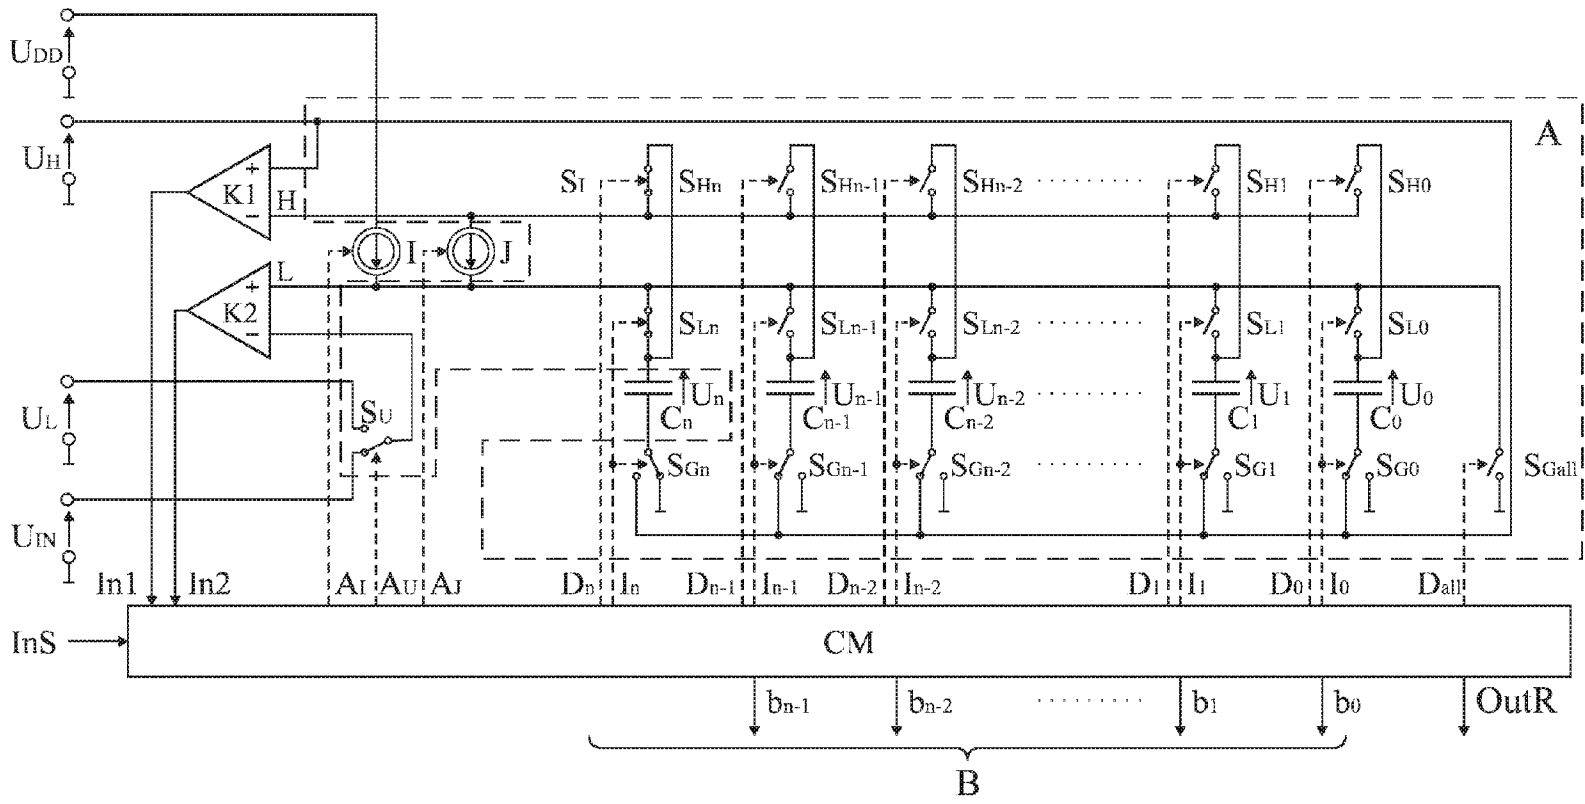 UDD
UH
A
K1
+
−
H
SI
SHn
SHn-1
SHn-2
. . . . . . . .
SH1
SH0
I
J
L
K2
+
−
SLn
SLn-1
SLn-2
. . . . . . . .
SL1
SL0
UL
SU
Un
Un-1
Un-2
. . . . . . . .
U1
U0
Cn
Cn-1
Cn-2
C1
C0
SGn
SGn-1
SGn-2
. . . . . . . .
SG1
SG0
SGall
UIN
In1
In2
AI
AU
AJ
Dn
In
Dn-1
In-1
Dn-2
In-2
D1
I1
D0
I0
Dall
InS
CM
bn-1
bn-2
. . . . . . . .
b1
b0
OutR
B